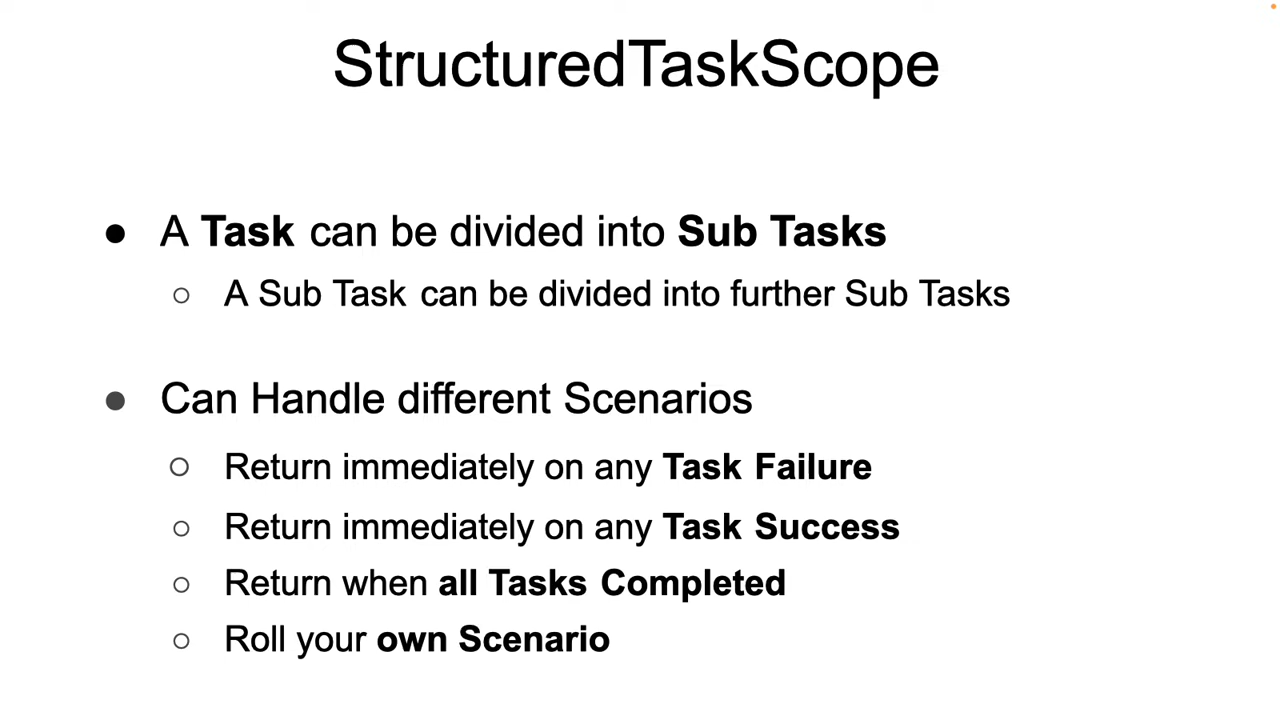 StructuredTaskScope
● A Task can be divided into Sub Tasks
○ A Sub Task can be divided into further Sub Tasks
● Can Handle different Scenarios
○ Return immediately on any Task Failure
○ Return immediately on any Task Success
○ Return when all Tasks Completed
○ Roll your own Scenario